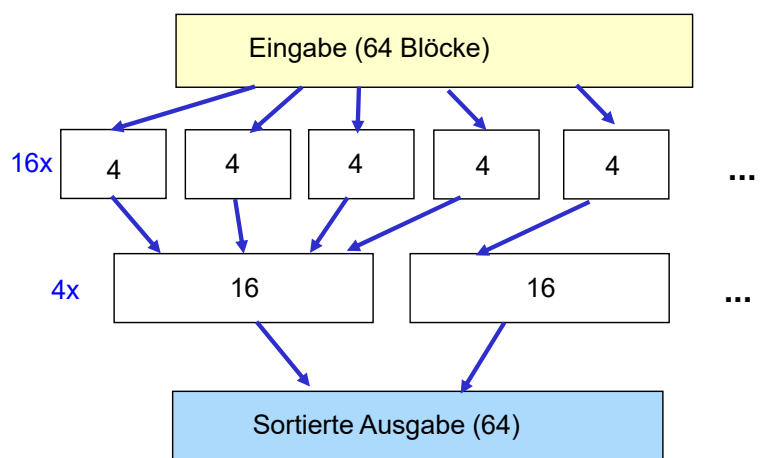 Eingabe (64 Blöcke)
16x 4 4 4 4 4 ...
4x 16 16 ...
Sortierte Ausgabe (64)